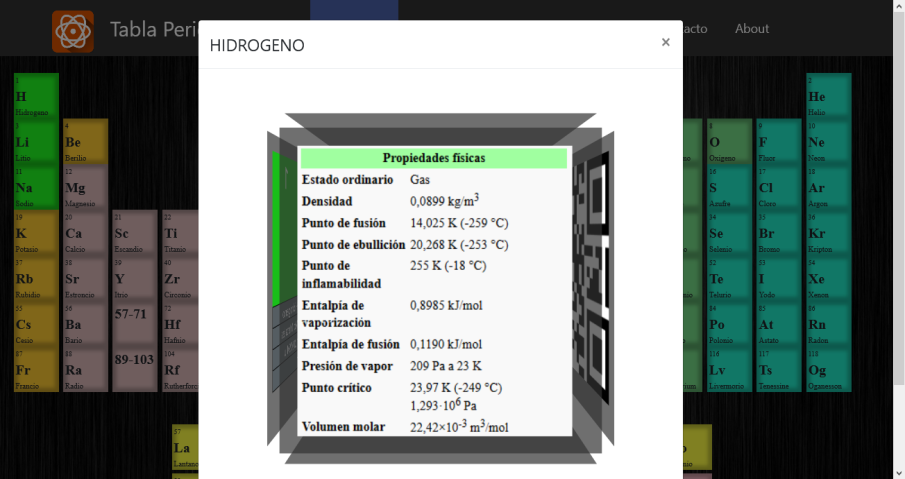 Tabla Peri
HIDROGENO
×
acto
About
Propiedades físicas
Estado ordinario Gas
Densidad 0,0899 kg/m3
Punto de fusión 14,025 K (-259 °C)
Punto de ebullición 20,268 K (-253 °C)
Punto de inflamabilidad 255 K (-18 °C)
Entalpía de vaporización 0,8985 kJ/mol
Entalpía de fusión 0,1190 kJ/mol
Presión de vapor 209 Pa a 23 K
Punto crítico 23,97 K (-249 °C)
1,293·106 Pa
Volumen molar 22,42×10-3 m3/mol
1 H Hidrogeno
2 He Helio
3 Li Litio
4 Be Berilio
8 O Oxigeno
9 F Fluor
10 Ne Neon
11 Na Sodio
12 Mg Magnesio
16 S Azufre
17 Cl Cloro
18 Ar Argon
19 K Potasio
20 Ca Calcio
21 Sc Escandio
22 Ti Titanio
34 Se Selenio
35 Br Bromo
36 Kr Kripton
37 Rb Rubidio
38 Sr Estroncio
39 Y Itrio
40 Zr Circonio
52 Te Telurio
53 I Yodo
54 Xe Xenon
55 Cs Cesio
56 Ba Bario
57-71
72 Hf Hafnio
84 Po Polonio
85 At Astato
86 Rn Radon
87 Fr Francio
88 Ra Radio
89-103
104 Rf Rutherford
116 Lv Livermorio
117 Ts Tenessine
118 Og Oganesson
57 La Lantano